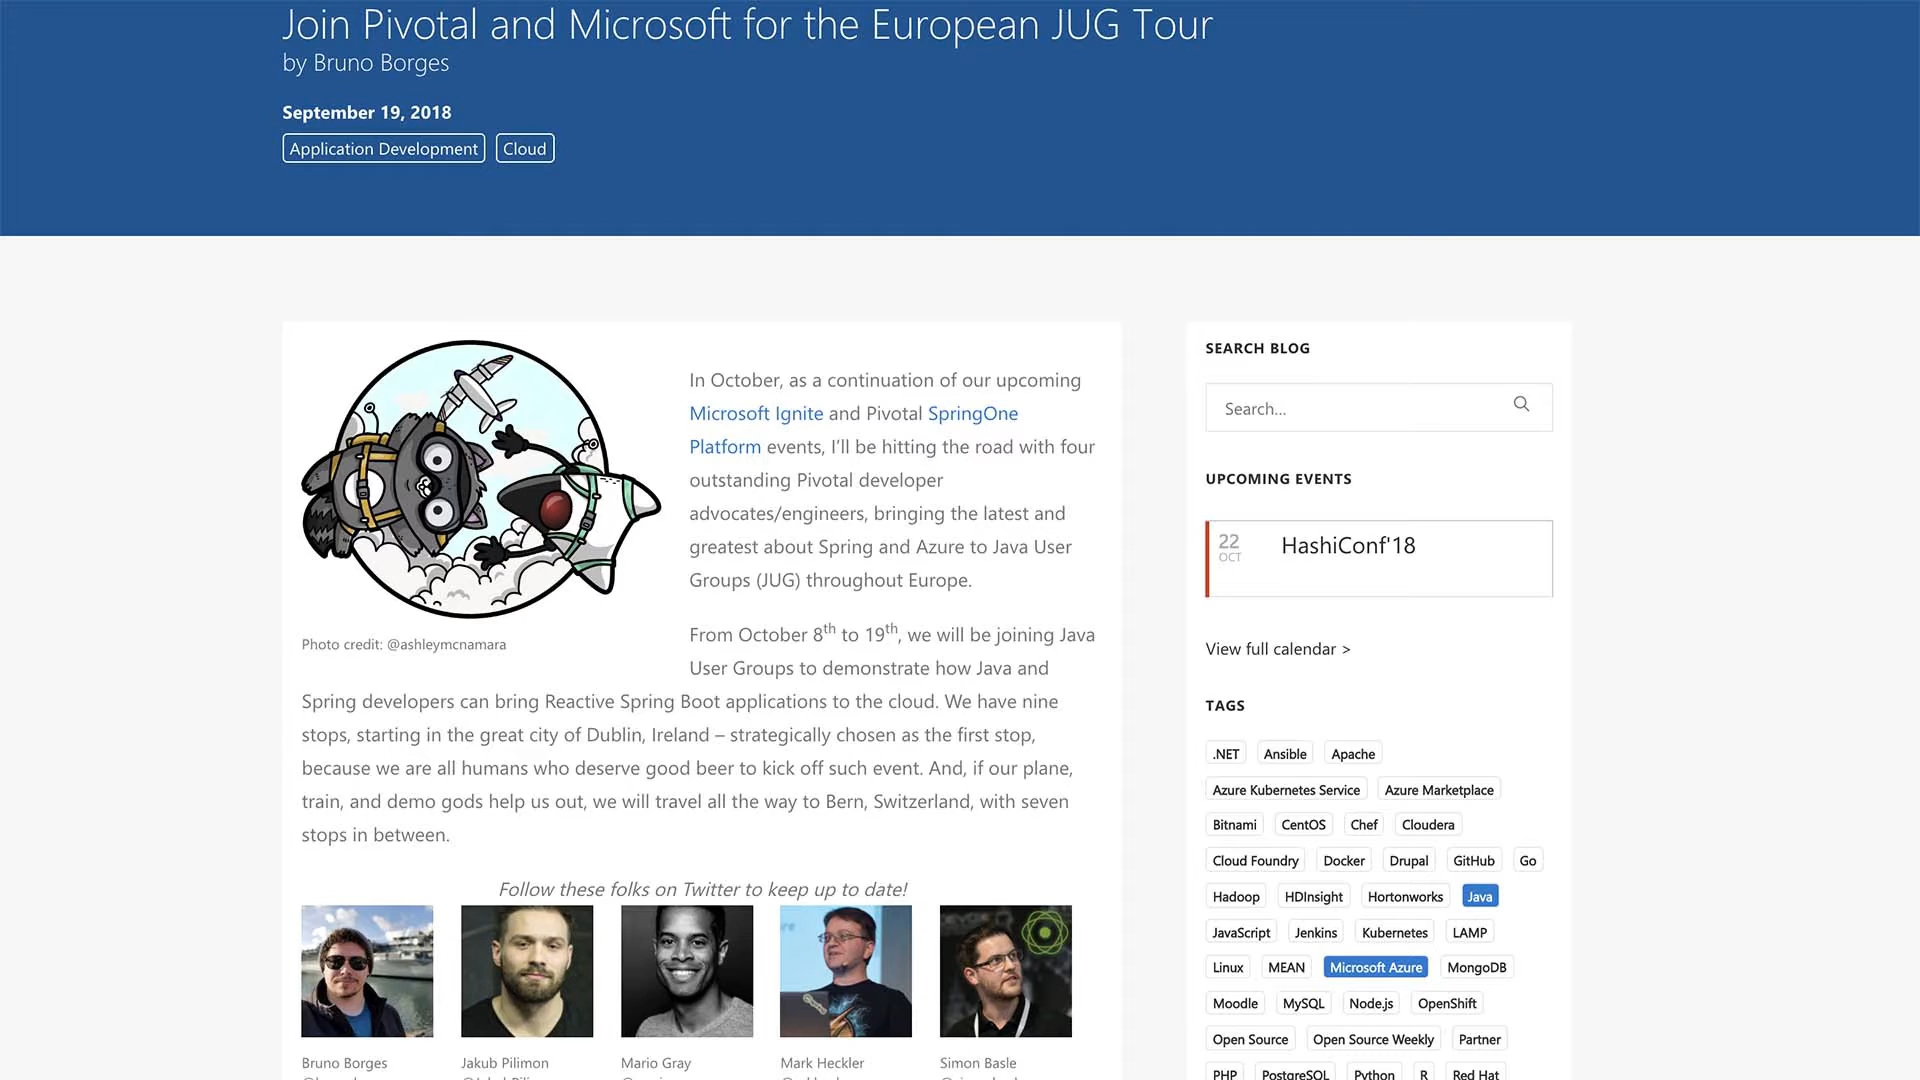 Join Pivotal and Microsoft for the European JUG Tour
by Bruno Borges
September 19, 2018
Application Development Cloud
In October, as a continuation of our upcoming
Microsoft Ignite and Pivotal SpringOne
Platform events, I'll be hitting the road with four
outstanding Pivotal developer
advocates/engineers, bringing the latest and
greatest about Spring and Azure to Java User
Groups (JUG) throughout Europe.
Photo credit: @ashleymcnamara
From October 8th to 19th, we will be joining Java
User Groups to demonstrate how Java and
Spring developers can bring Reactive Spring Boot applications to the cloud. We have nine
stops, starting in the great city of Dublin, Ireland – strategically chosen as the first stop,
because we are all humans who deserve good beer to kick off such event. And, if our plane,
train, and demo gods help us out, we will travel all the way to Bern, Switzerland, with seven
stops in between.
Follow these folks on Twitter to keep up to date!
Bruno Borges
Jakub Pilimon
Mario Gray
Mark Heckler
Simon Basle
SEARCH BLOG
Search...
UPCOMING EVENTS
22
OCT
HashiConf'18
View full calendar >
TAGS
.NET Ansible Apache
Azure Kubernetes Service Azure Marketplace
Bitnami CentOS Chef Cloudera
Cloud Foundry Docker Drupal GitHub Go
Hadoop HDInsight Hortonworks Java
JavaScript Jenkins Kubernetes LAMP
Linux MEAN Microsoft Azure MongoDB
Moodle MySQL Node.js OpenShift
Open Source Open Source Weekly Partner
PHP PostgreSQL Python R Red Hat